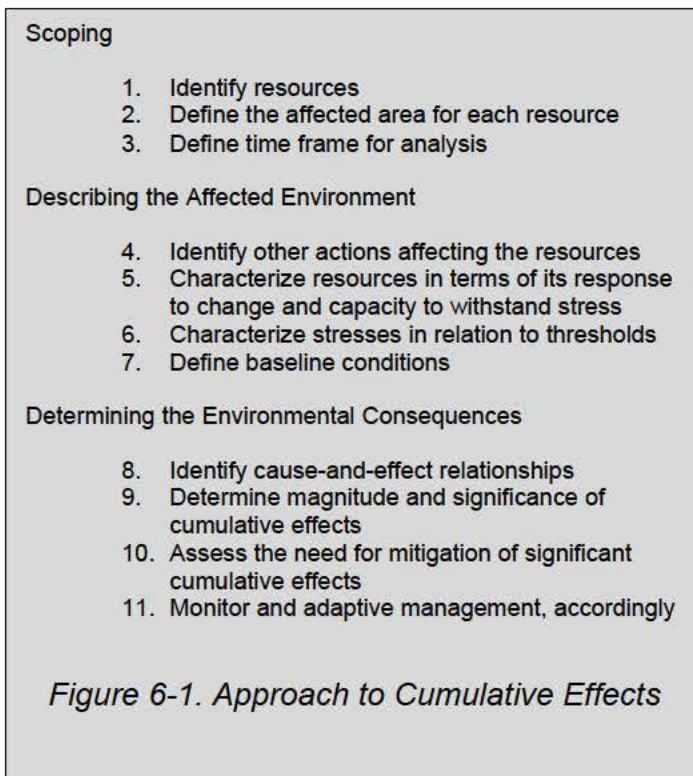 Scoping
1. Identify resources
2. Define the affected area for each resource
3. Define time frame for analysis
Describing the Affected Environment
4. Identify other actions affecting the resources
5. Characterize resources in terms of its response
to change and capacity to withstand stress
6. Characterize stresses in relation to thresholds
7. Define baseline conditions
Determining the Environmental Consequences
8. Identify cause-and-effect relationships
9. Determine magnitude and significance of
cumulative effects
10. Assess the need for mitigation of significant
cumulative effects
11. Monitor and adaptive management, accordingly
Figure 6-1. Approach to Cumulative Effects